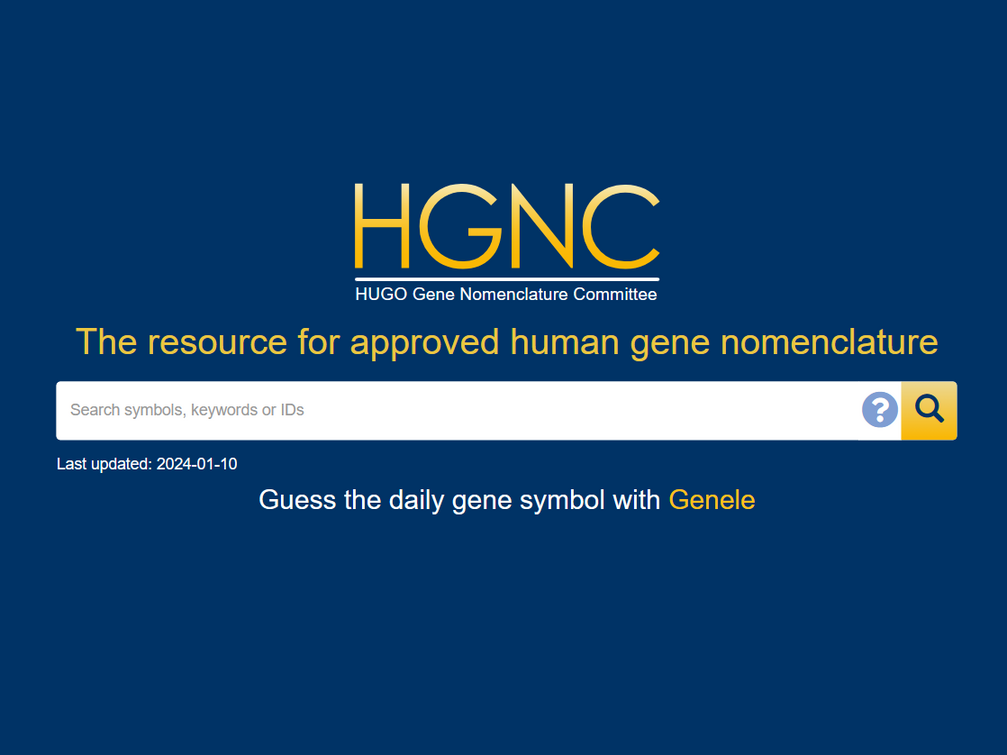 HGNC
HUGO Gene Nomenclature Committee
The resource for approved human gene nomenclature
Search symbols, keywords or IDs
?
Last updated: 2024-01-10
Guess the daily gene symbol with Genele